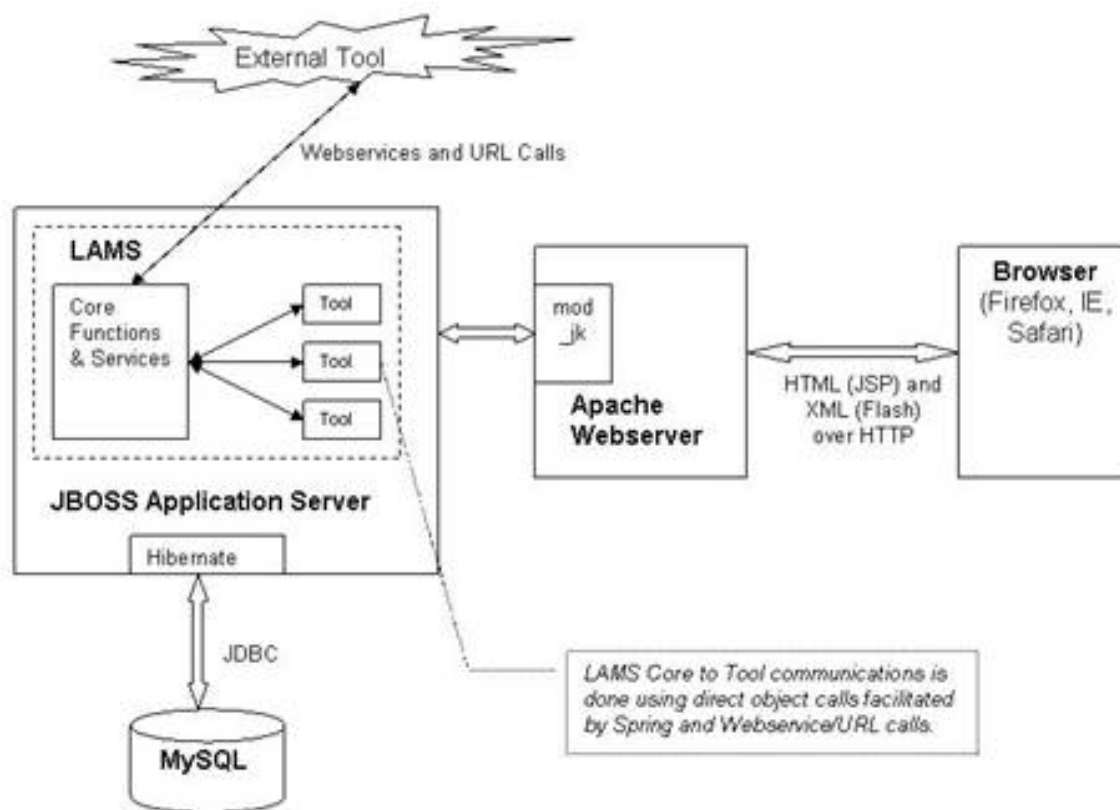 External Tool
Webservices and URL Calls
LAMS
Core
Functions
& Services
Tool
Tool
Tool
JBOSS Application Server
Hibernate
JDBC
MySQL
mod
_jk
Apache
Webserver
HTML (JSP) and
XML (Flash)
over HTTP
Browser
(Firefox, IE,
Safari)
LAMS Core to Tool communications is
done using direct object calls facilitated
by Spring and Webservice/URL calls.